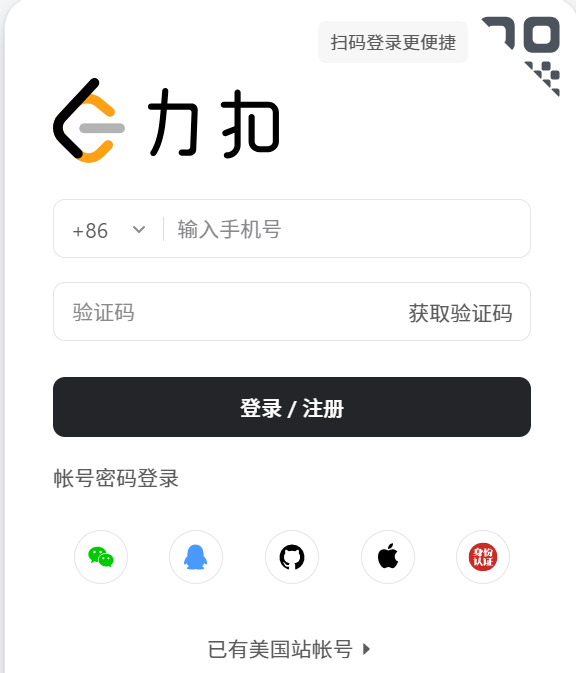 扫码登录更便捷
力扣
+86 输入手机号
验证码 获取验证码
登录 / 注册
帐号密码登录
身份
认证
已有美国站帐号